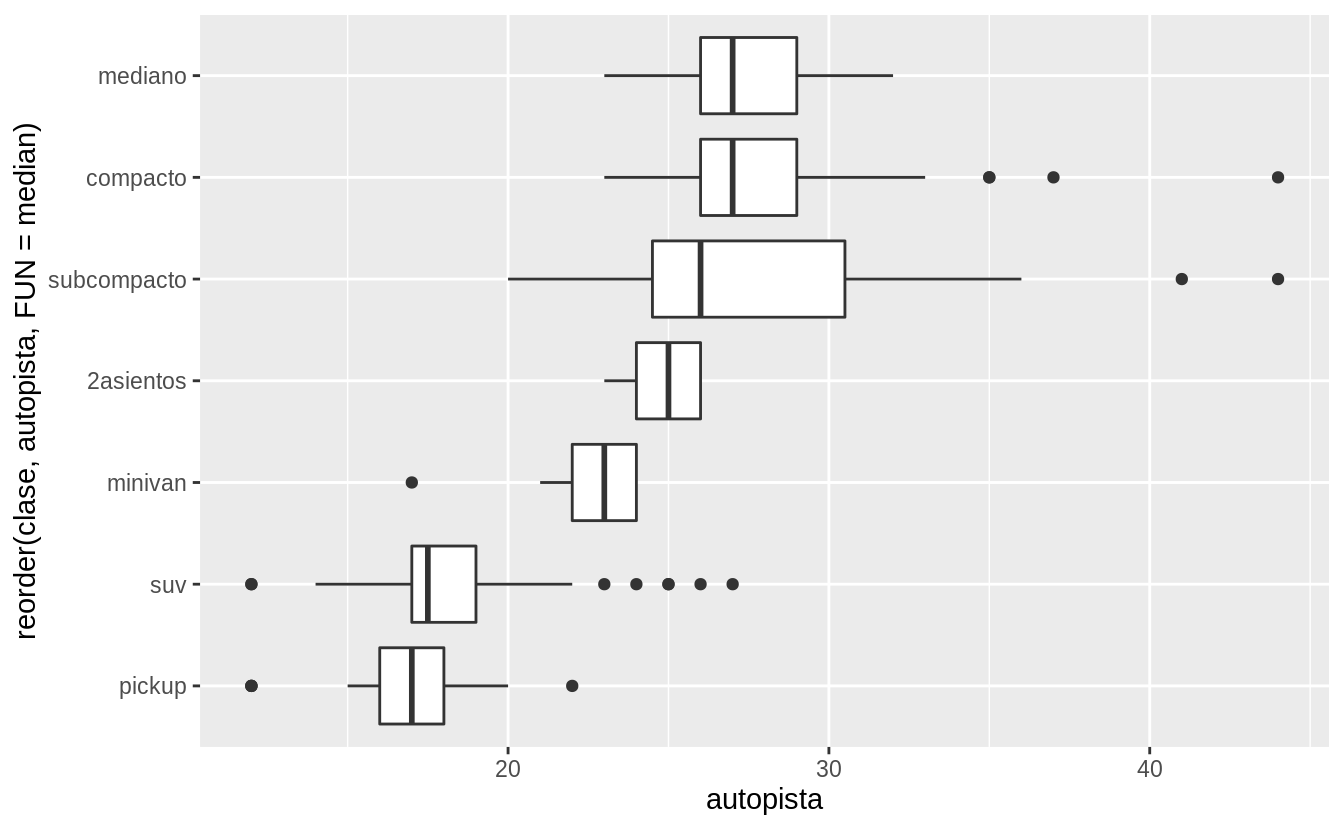 reorder(clase, autopista, FUN = median)
mediano
compacto
subcompacto
2asientos
minivan
suv
pickup
20 30 40
autopista